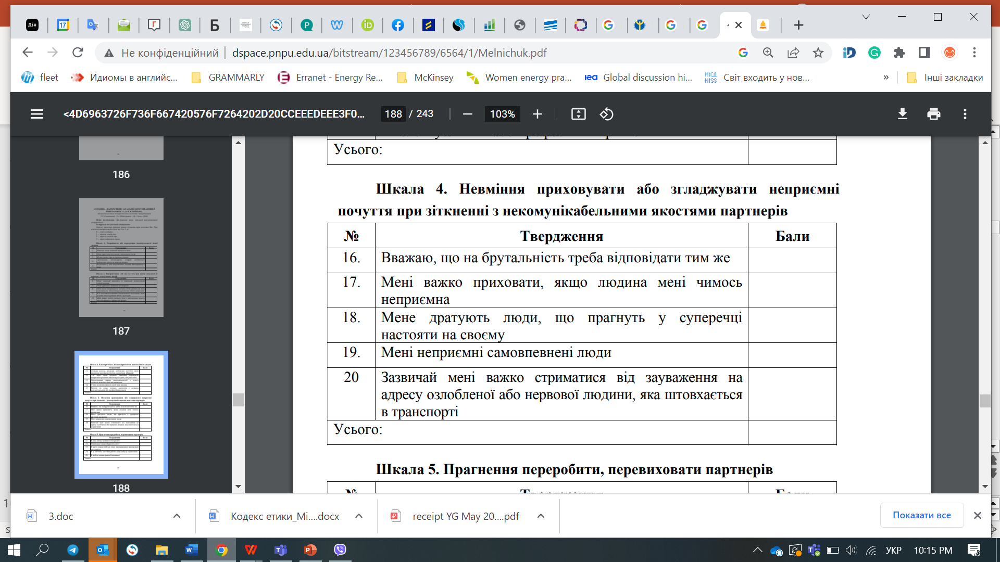 Дія
17
Б
Не конфіденційний
dspace.pnpu.edu.ua/bitstream/123456789/6564/1/Melnichuk.pdf
fleet
Идиомы в английс...
GRAMMARLY
Erranet - Energy Re...
McKinsey
Women energy pra...
iea
Global discussion hi...
НІСД
NISS
Світ входить у нов...
»
Інші закладки
<4D6963726F736F667420576F7264202D20CCEEEDEEE3F0...
188 / 243
103%
186
187
188
Усього:
Шкала 4. Невміння приховувати або згладжувати неприємні
почуття при зіткненні з некомунікабельними якостями партнерів
№ Твердження Бали
16. Вважаю, що на брутальність треба відповідати тим же
17. Мені важко приховати, якщо людина мені чимось
неприємна
18. Мене дратують люди, що прагнуть у суперечці
настояти на своєму
19. Мені неприємні самовпевнені люди
20 Зазвичай мені важко стриматися від зауваження на
адресу озлобленої або нервової людини, яка штовхається
в транспорті
Усього:
Шкала 5. Прагнення переробити, перевиховати партнерів
№ Твердження Бали
3.doc
Кодекс етики_Мі....docx
receipt YG May 20....pdf
Показати все
УКР
10:15 PM